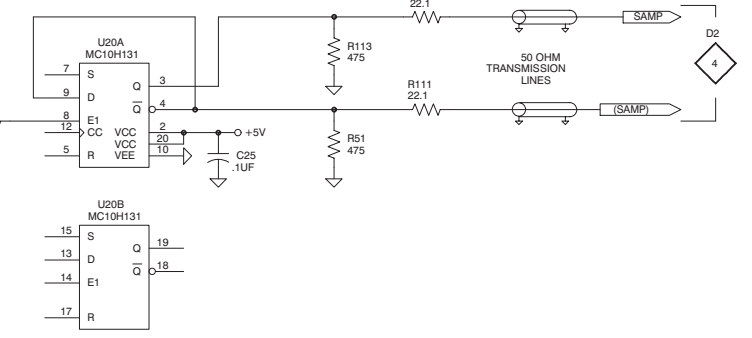 22.1
SAMP
D2
4
U20A
MC10H131
R113
475
50 OHM
TRANSMISSION
LINES
7
S
Q
3
9
D
Q
4
R111
22.1
(SAMP)
8
E1
12
CC
VCC
2
+5V
VCC
20
R51
475
5
R
VEE
10
C25
.1UF
U20B
MC10H131
15
S
Q
19
13
D
Q
18
14
E1
17
R